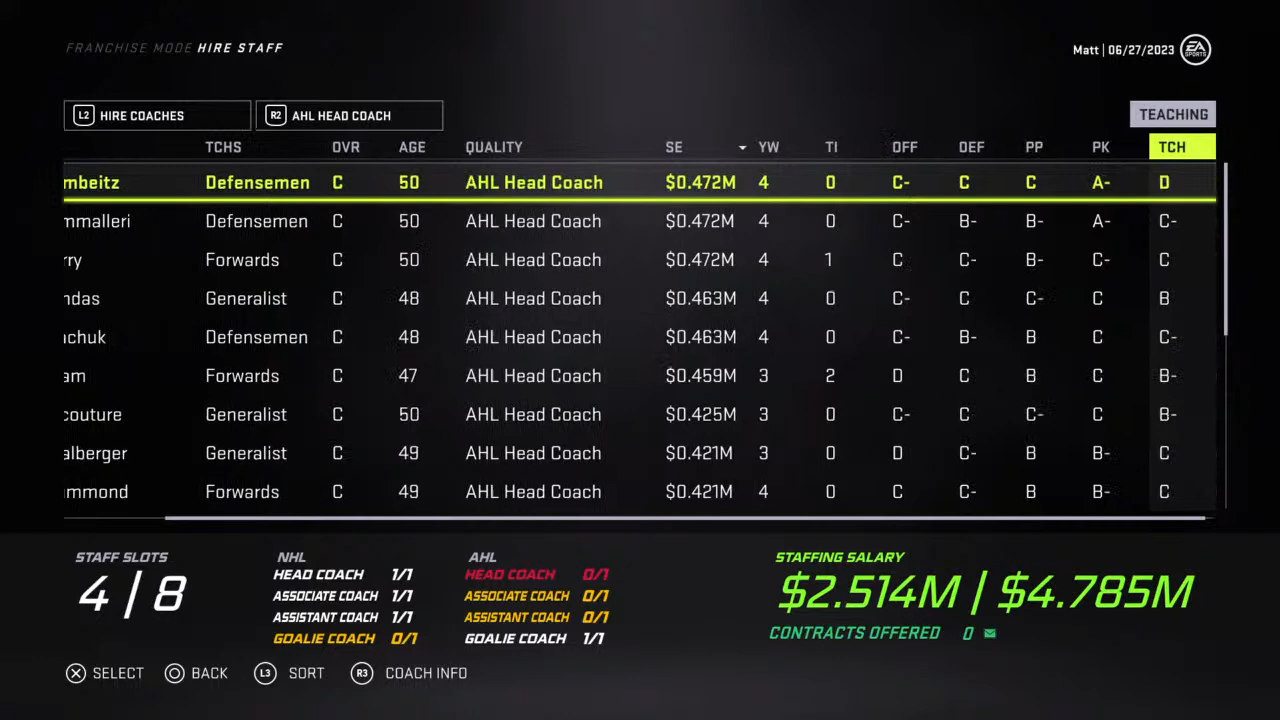 FRANCHISE MODE HIRE STAFF
Matt | 06/27/2023 EA SPORTS
L2 HIRE COACHES R2 AHL HEAD COACH TEACHING
TCHS OVR AGE QUALITY SE YW TI OFF DEF PP PK TCH
mbeitz Defensemen C 50 AHL Head Coach $0.472M 4 0 C- C C A- D
mmalleri Defensemen C 50 AHL Head Coach $0.472M 4 0 C- B- B- A- C-
rry Forwards C 50 AHL Head Coach $0.472M 4 1 C C- B- C- C
ndas Generalist C 48 AHL Head Coach $0.463M 4 0 C- C C- C B
achuk Defensemen C 48 AHL Head Coach $0.463M 4 0 C- B- B C C-
am Forwards C 47 AHL Head Coach $0.459M 3 2 D C B C B-
couture Generalist C 50 AHL Head Coach $0.425M 3 0 C- C C- C B-
alberger Generalist C 49 AHL Head Coach $0.421M 3 0 D C- B B- C
mmond Forwards C 49 AHL Head Coach $0.421M 4 0 C C- B B- C
STAFF SLOTS NHL AHL STAFFING SALARY
4 / 8 HEAD COACH 1/1 HEAD COACH 0/1 $2.514M | $4.785M
ASSOCIATE COACH 1/1 ASSOCIATE COACH 0/1
ASSISTANT COACH 1/1 ASSISTANT COACH 0/1
GOALIE COACH 0/1 GOALIE COACH 1/1 CONTRACTS OFFERED 0
SELECT BACK L3 SORT R3 COACH INFO